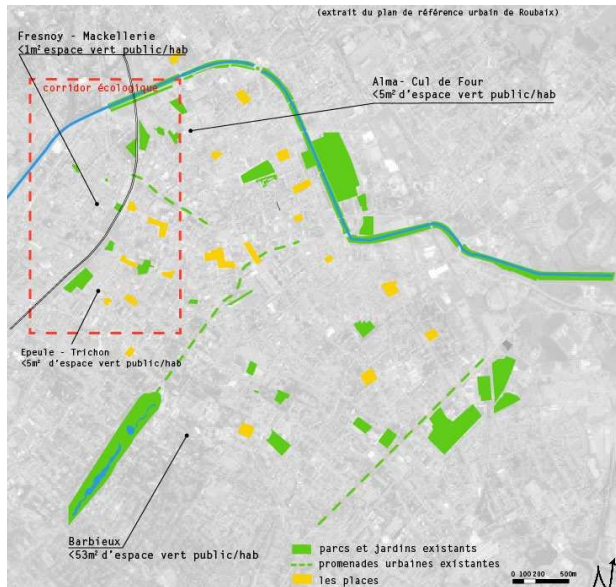 (extrait du plan de référence urbain de Roubaix)
Fresnoy - Mackellerie
<1m² espace vert public/hab
corridor écologique
Alma- Cul de Four
<5m² d'espace vert public/hab
Epeule - Trichon
<5m² d'espace vert public/hab
Barbieux
<53m² d'espace vert public/hab
parcs et jardins existants
promenades urbaines existantes
les places
0 100 200 500m
N